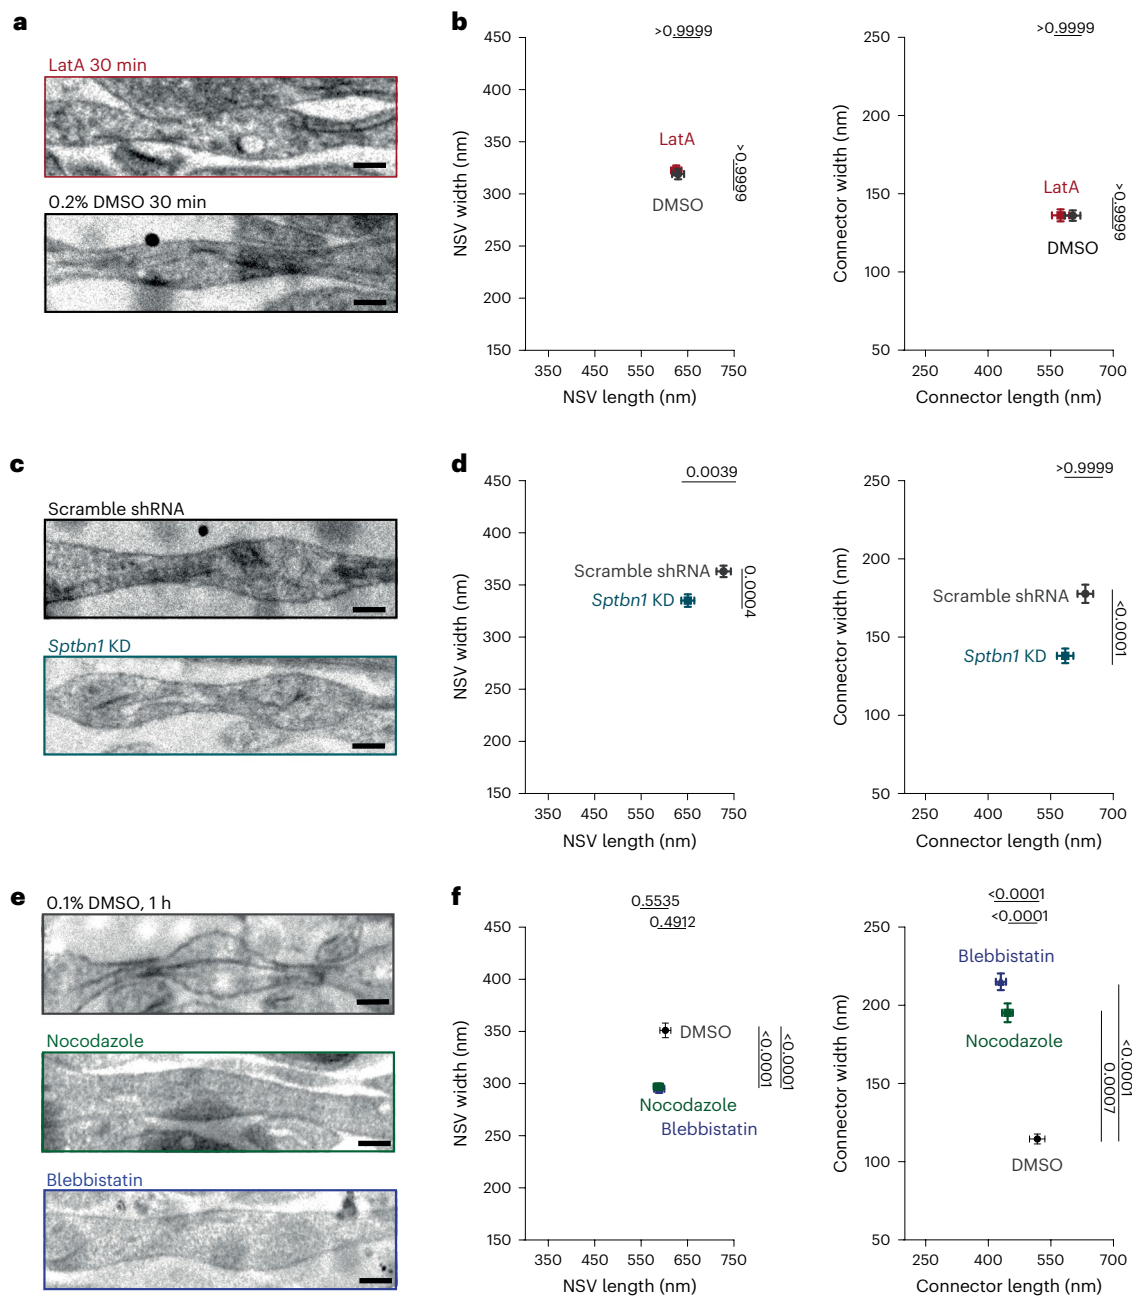 a
LatA 30 min
0.2% DMSO 30 min
b
>0.9999
450
400
350
300
250
200
150
NSV width (nm)
LatA
DMSO
>0.9999
350 450 550 650 750
NSV length (nm)
>0.9999
250
200
150
100
50
Connector width (nm)
LatA
DMSO
>0.9999
250 400 550 700
Connector length (nm)
c
Scramble shRNA
Sptbn1 KD
d
0.0039
450
400
350
300
250
200
150
NSV width (nm)
Scramble shRNA
Sptbn1 KD
0.0004
350 450 550 650 750
NSV length (nm)
>0.9999
250
200
150
100
50
Connector width (nm)
Scramble shRNA
Sptbn1 KD
<0.0001
250 400 550 700
Connector length (nm)
e
0.1% DMSO, 1 h
Nocodazole
Blebbistatin
f
0.5535
0.4912
450
400
350
300
250
200
150
NSV width (nm)
DMSO
Nocodazole
Blebbistatin
<0.0001
<0.0001
350 450 550 650 750
NSV length (nm)
<0.0001
<0.0001
250
200
150
100
50
Connector width (nm)
Blebbistatin
Nocodazole
DMSO
0.0007
<0.0001
250 400 550 700
Connector length (nm)